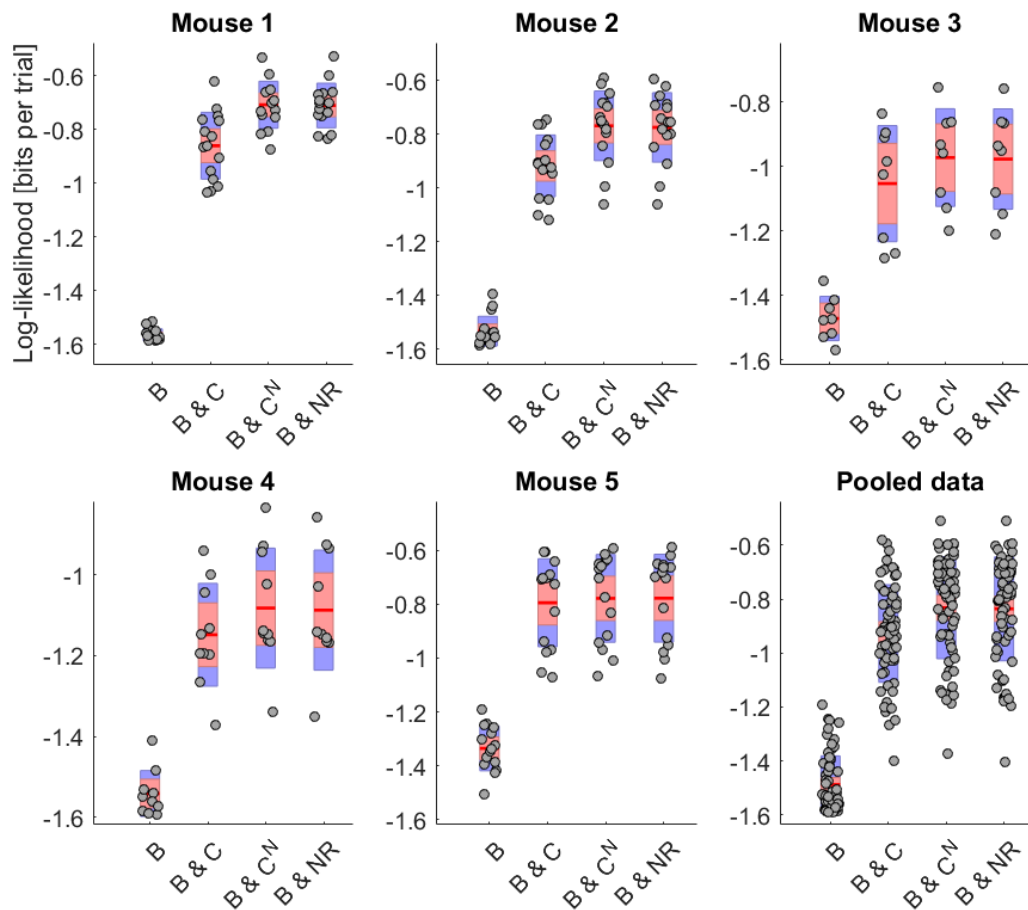 Mouse 1
Mouse 2
Mouse 3
Log-likelihood [bits per trial]
-0.6
-0.8
-1
-1.2
-1.4
-1.6
B
B & C
B & C^N
B & NR
-0.6
-0.8
-1
-1.2
-1.4
-1.6
B
B & C
B & C^N
B & NR
-0.8
-1
-1.2
-1.4
-1.6
B
B & C
B & C^N
B & NR
Mouse 4
Mouse 5
Pooled data
-1
-1.2
-1.4
-1.6
B
B & C
B & C^N
B & NR
-0.6
-0.8
-1
-1.2
-1.4
-1.6
B
B & C
B & C^N
B & NR
-0.6
-0.8
-1
-1.2
-1.4
-1.6
B
B & C
B & C^N
B & NR